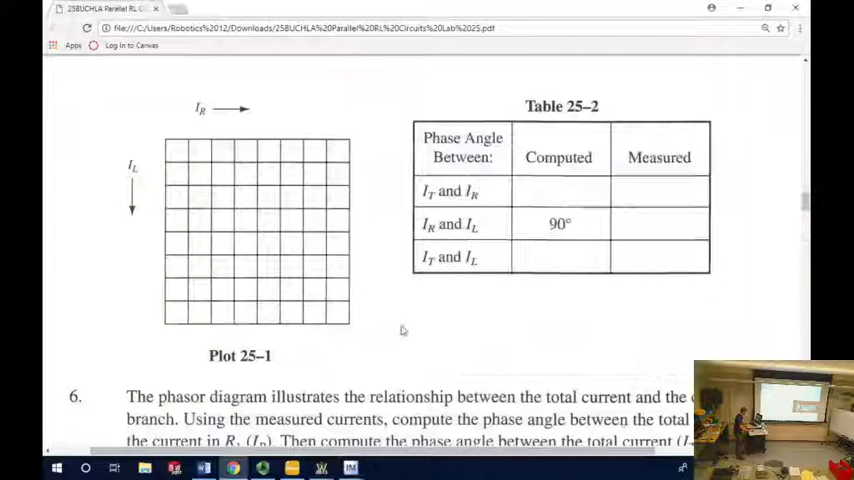 25BUCHLA Parallel RL C
file:///C:/Users/Robotics%2012/Downloads/25BUCHLA%20Parallel%20RL%20Circuits%20Lab%2025.pdf
Apps Log In to Canvas
I_R
I_L
Plot 25–1
Table 25–2
Phase Angle Between: Computed Measured
I_T and I_R
I_R and I_L 90°
I_T and I_L
6. The phasor diagram illustrates the relationship between the total current and the
branch. Using the measured currents, compute the phase angle between the total
the current in R₁ (I_R). Then compute the phase angle between the total current (I_T